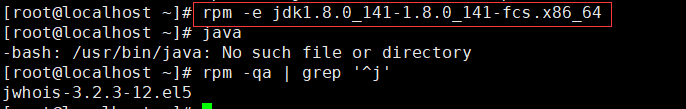 [root@localhost ~]# rpm -e jdk1.8.0_141-1.8.0_141-fcs.x86_64
[root@localhost ~]# java
-bash: /usr/bin/java: No such file or directory
[root@localhost ~]# rpm -qa | grep '^j'
jwhois-3.2.3-12.el5
[root@localhost ~]#